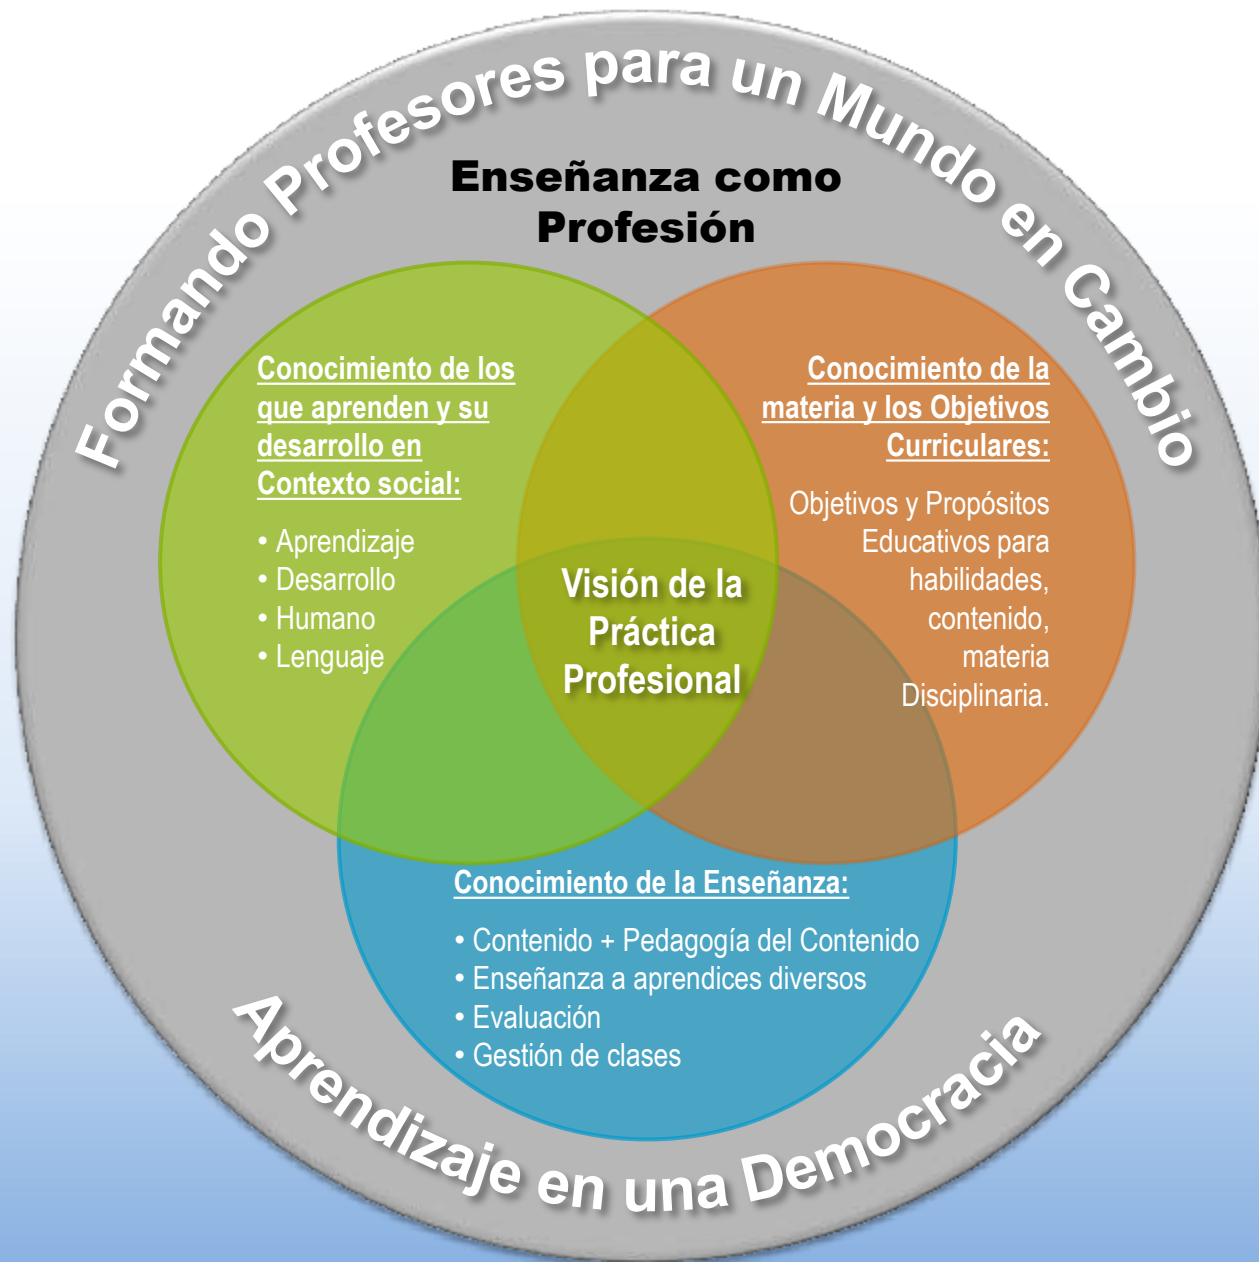 Formando Profesores para un Mundo en Cambio
Enseñanza como
Profesión
Conocimiento de los
que aprenden y su
desarrollo en
Contexto social:
• Aprendizaje
• Desarrollo
• Humano
• Lenguaje
Conocimiento de la
materia y los Objetivos
Curriculares:
Objetivos y Propósitos
Educativos para
habilidades,
contenido,
materia
Disciplinaria.
Visión de la
Práctica
Profesional
Conocimiento de la Enseñanza:
• Contenido + Pedagogía del Contenido
• Enseñanza a aprendices diversos
• Evaluación
• Gestión de clases
Aprendizaje en una Democracia